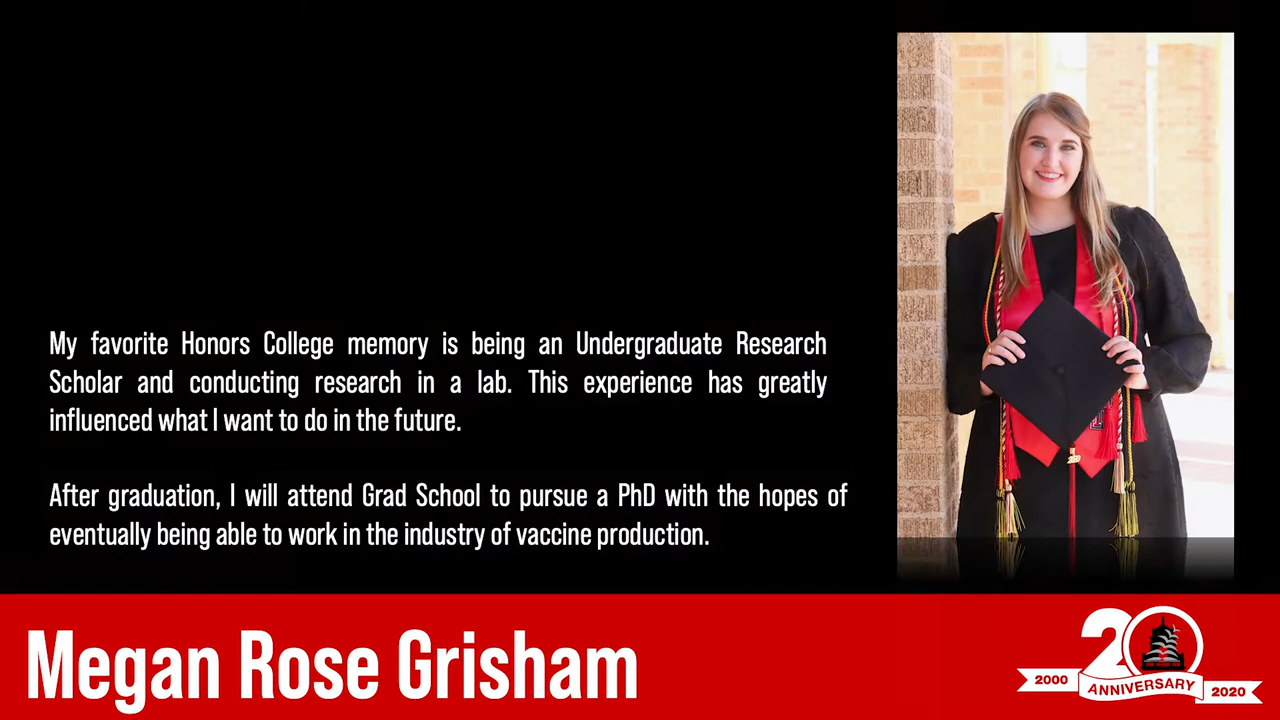 My favorite Honors College memory is being an Undergraduate Research
Scholar and conducting research in a lab. This experience has greatly
influenced what I want to do in the future.
After graduation, I will attend Grad School to pursue a PhD with the hopes of
eventually being able to work in the industry of vaccine production.
Megan Rose Grisham
20
2000
ANNIVERSARY
2020